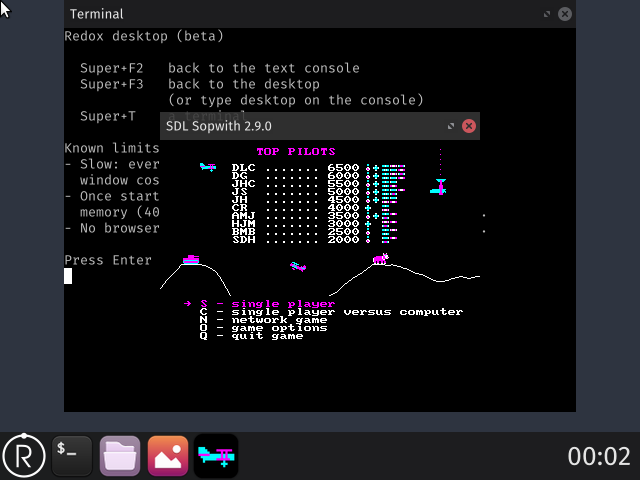 Terminal
Redox desktop (beta)
Super+F2 back to the text console
Super+F3 back to the desktop
(or type desktop on the console)
Super+T a terminal
SDL Sopwith 2.9.0
Known limits
- Slow: ever
window cos
- Once start
memory (40
- No browser
Press Enter
TOP PILOTS
DLC ....... 6500
DG ....... 6000
JHC ....... 5500
JS ....... 5000
JH ....... 4500
CR ....... 4000
AMJ ....... 3500
HJM ....... 3000
BMB ....... 2500
SDH ....... 2000
S - single player
C - single player versus computer
N - network game
O - game options
Q - quit game
R
$_
00:02